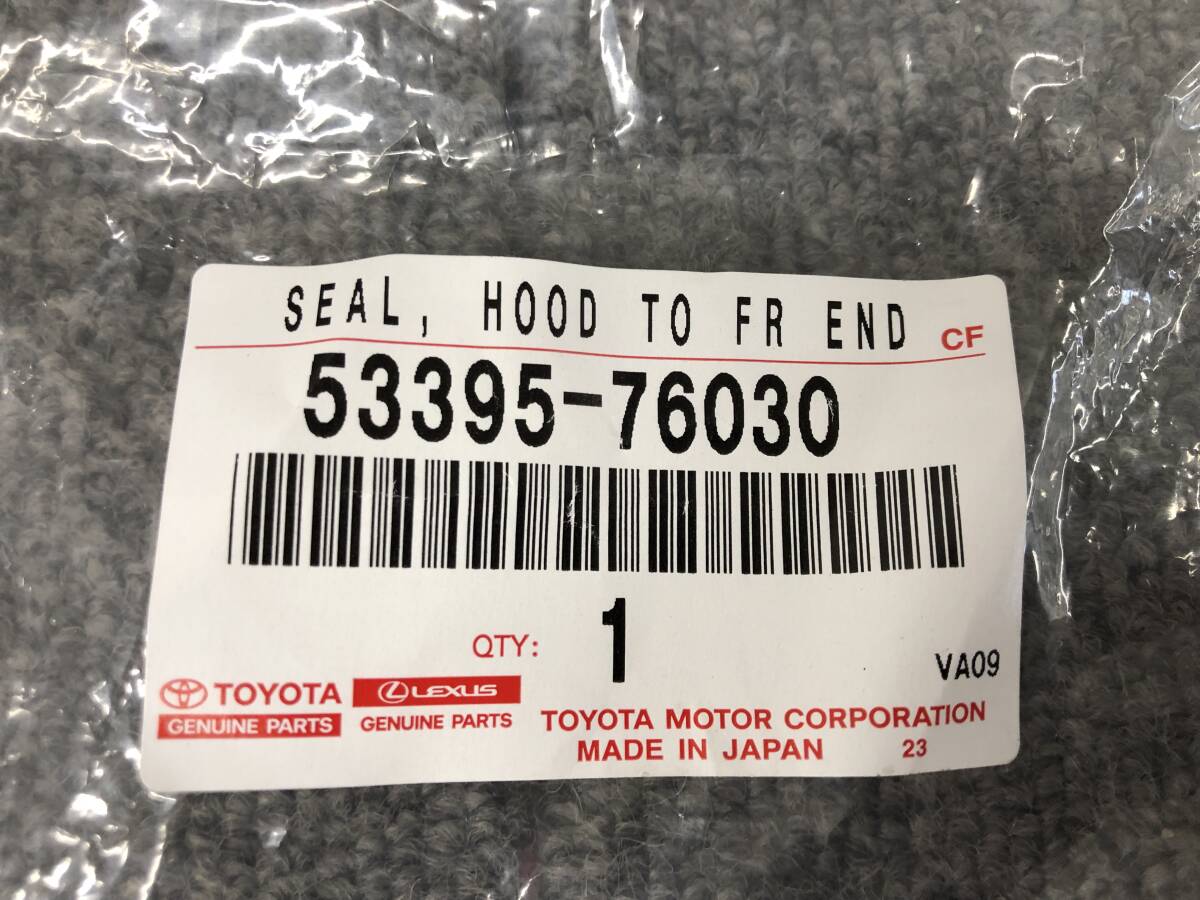 SEAL, HOOD TO FR END CF
53395-76030
QTY: 1
VA09
TOYOTA LEXUS
GENUINE PARTS GENUINE PARTS
TOYOTA MOTOR CORPORATION
MADE IN JAPAN 23